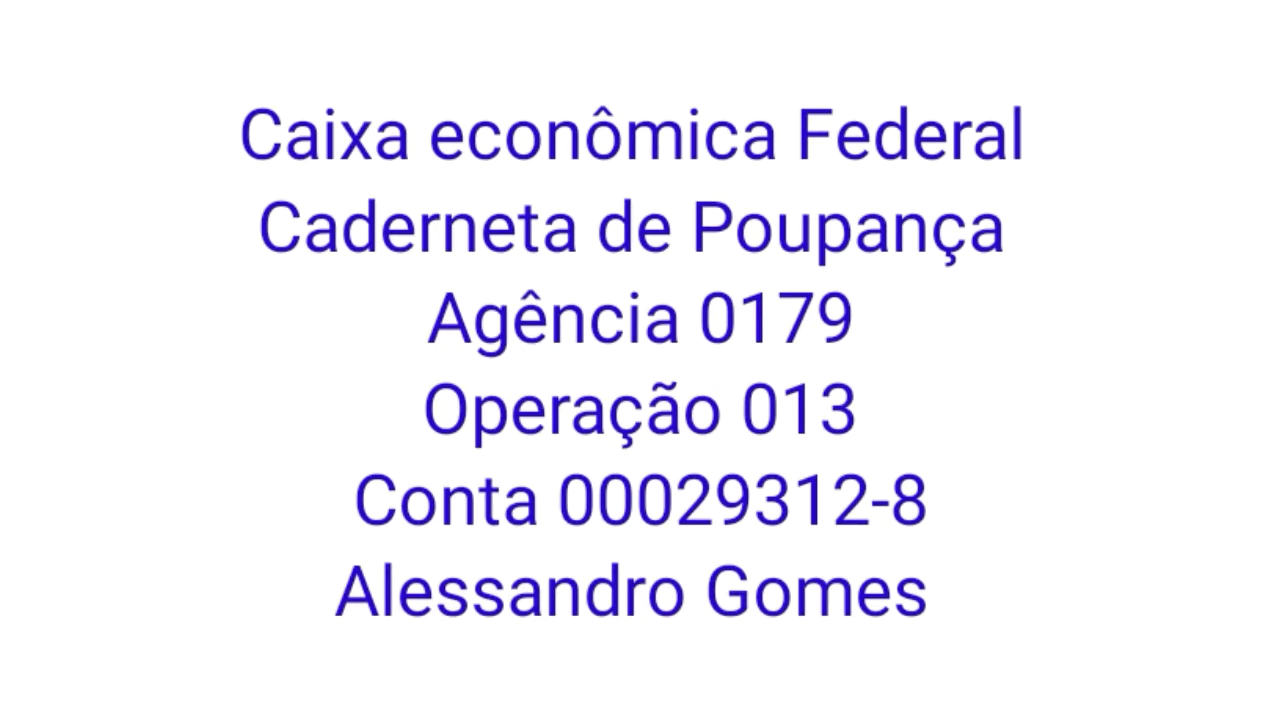 Caixa econômica Federal
Caderneta de Poupança
Agência 0179
Operação 013
Conta 00029312-8
Alessandro Gomes